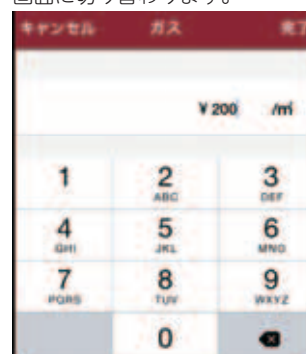 画面に切り替わります。
キャンセル ガス 完了
¥200 /㎥
1 2 3
ABC DEF
4 5 6
GHI JKL MNO
7 8 9
PQRS TUV WXYZ
0